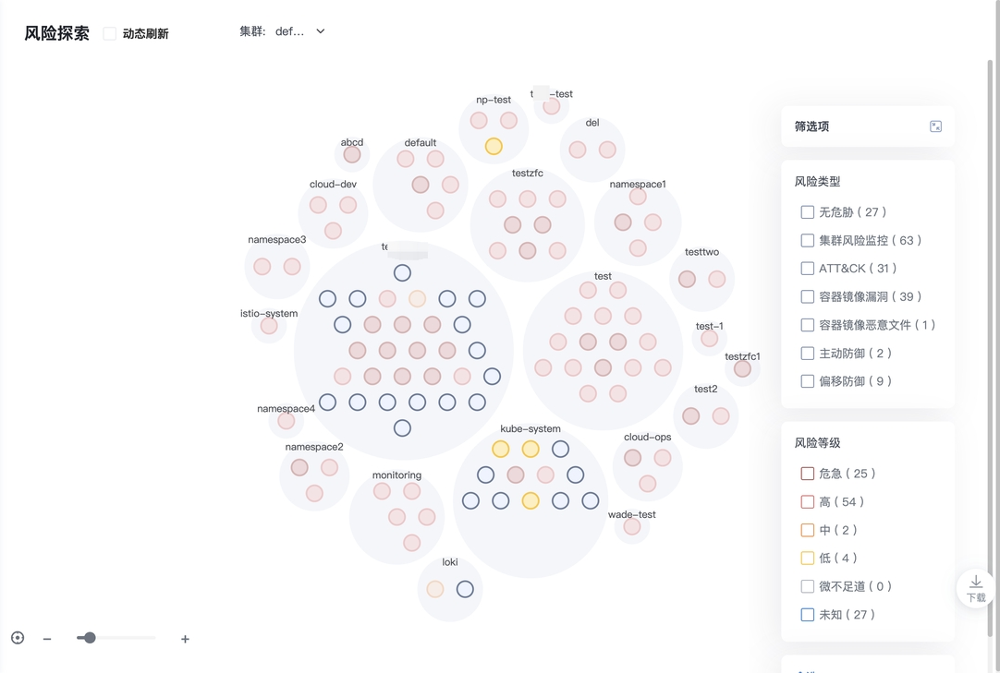 风险探索
动态刷新
集群: def...
np-test
-test
del
abcd
default
testzfc
cloud-dev
namespace1
namespace3
te
testtwo
test
istio-system
test-1
testzfc1
test2
namespace4
kube-system
cloud-ops
namespace2
monitoring
wade-test
loki
筛选项
风险类型
无危胁 ( 27 )
集群风险监控 ( 63 )
ATT&CK ( 31 )
容器镜像漏洞 ( 39 )
容器镜像恶意文件 ( 1 )
主动防御 ( 2 )
偏移防御 ( 9 )
风险等级
危急 ( 25 )
高 ( 54 )
中 ( 2 )
低 ( 4 )
微不足道 ( 0 )
未知 ( 27 )
下载